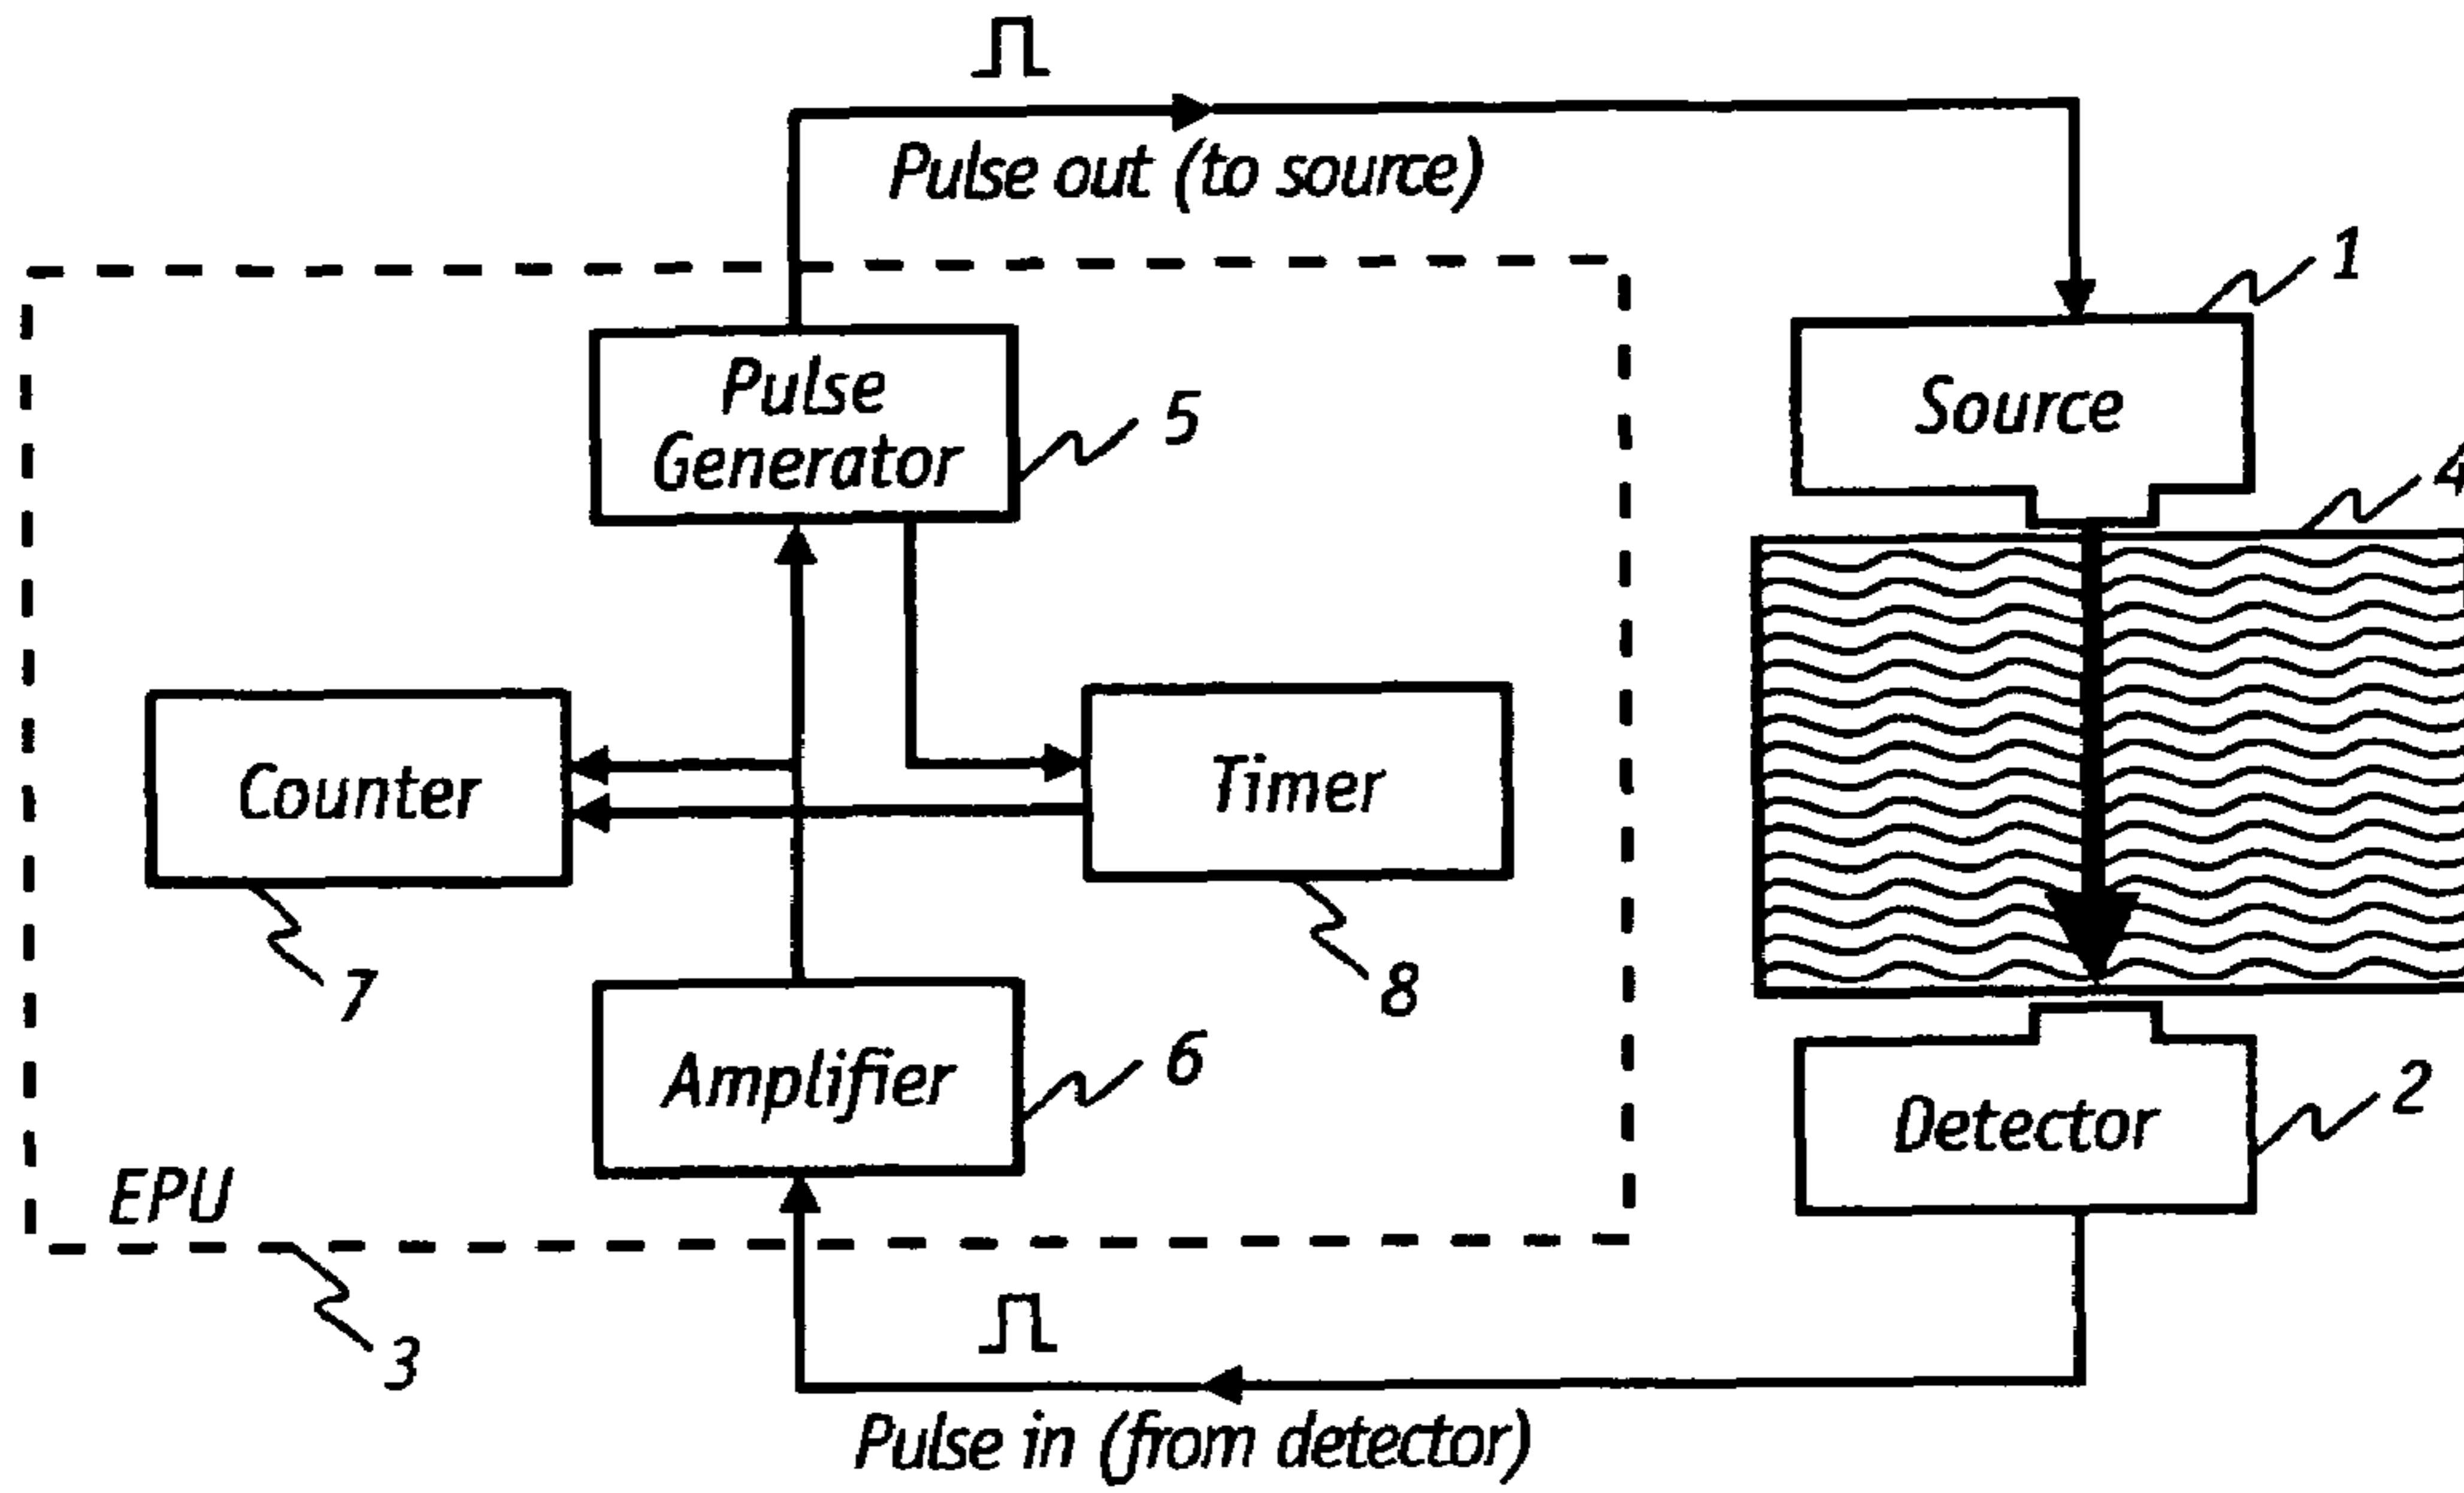 Pulse out (to source)
1
Pulse
Generator
5
Source
4
Counter
Timer
7
8
Amplifier
6
Detector
2
EPU
3
Pulse in (from detector)